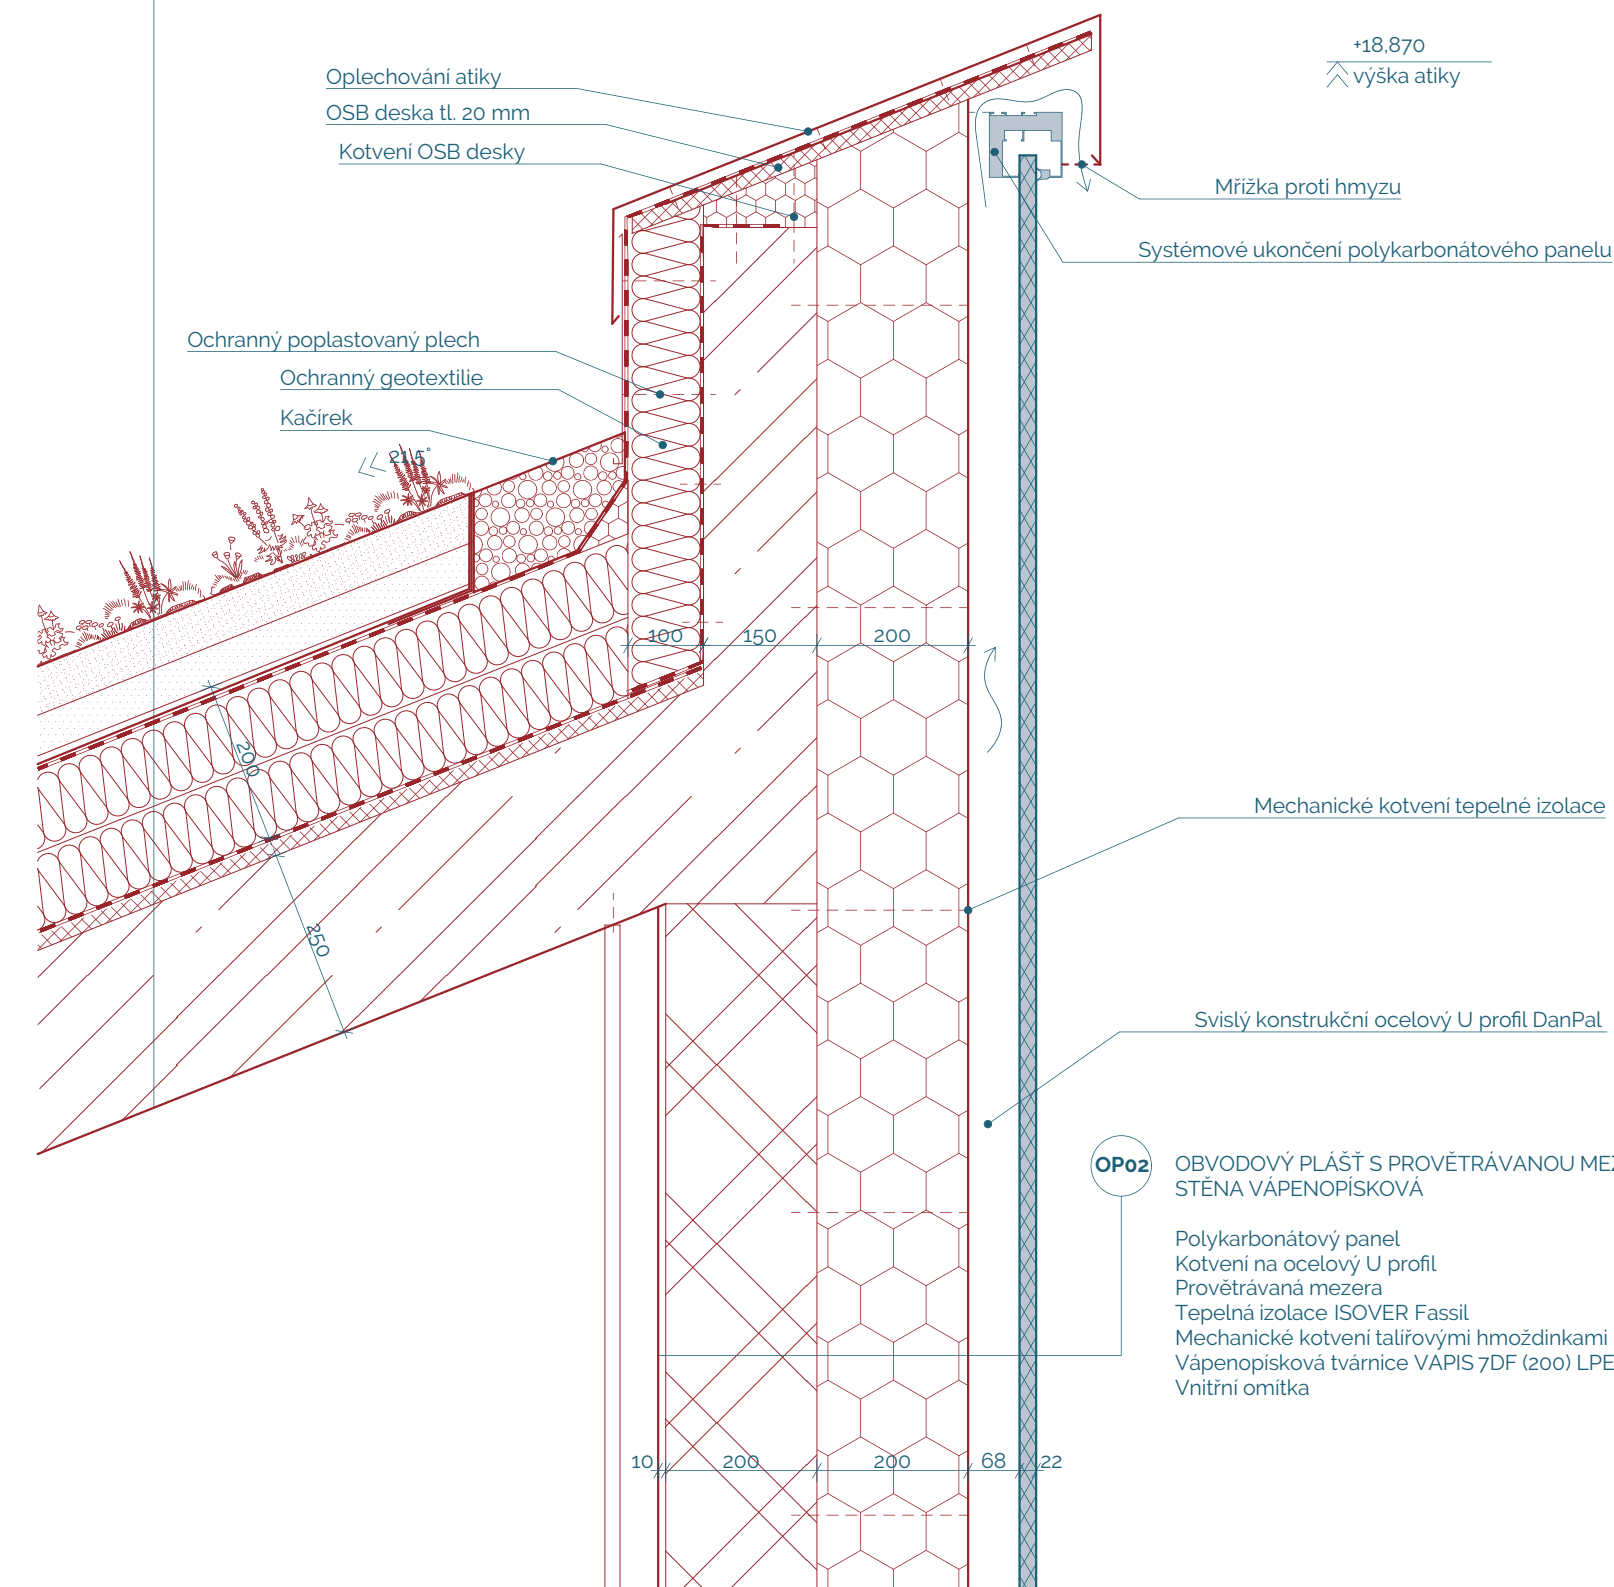 +18,870
výška atiky
Oplechování atiky
OSB deska tl. 20 mm
Kotvení OSB desky
Mřížka proti hmyzu
Systémové ukončení polykarbonátového panelu
Ochranný poplastovaný plech
Ochranný geotextilie
Kačírek
21,5°
100 150 200
200
250
Mechanické kotvení tepelné izolace
Svislý konstrukční ocelový U profil DanPal
OP02
OBVODOVÝ PLÁŠŤ S PROVĚTRÁVANOU
STĚNA VÁPENOPÍSKOVÁ
Polykarbonátový panel
Kotvení na ocelový U profil
Provětrávaná mezera
Tepelná izolace ISOVER Fassil
Mechanické kotvení talířovými hmoždinkami
Vápenopísková tvárnice VAPIS 7DF (200) LPE
Vnitřní omítka
10 200 200 68 22